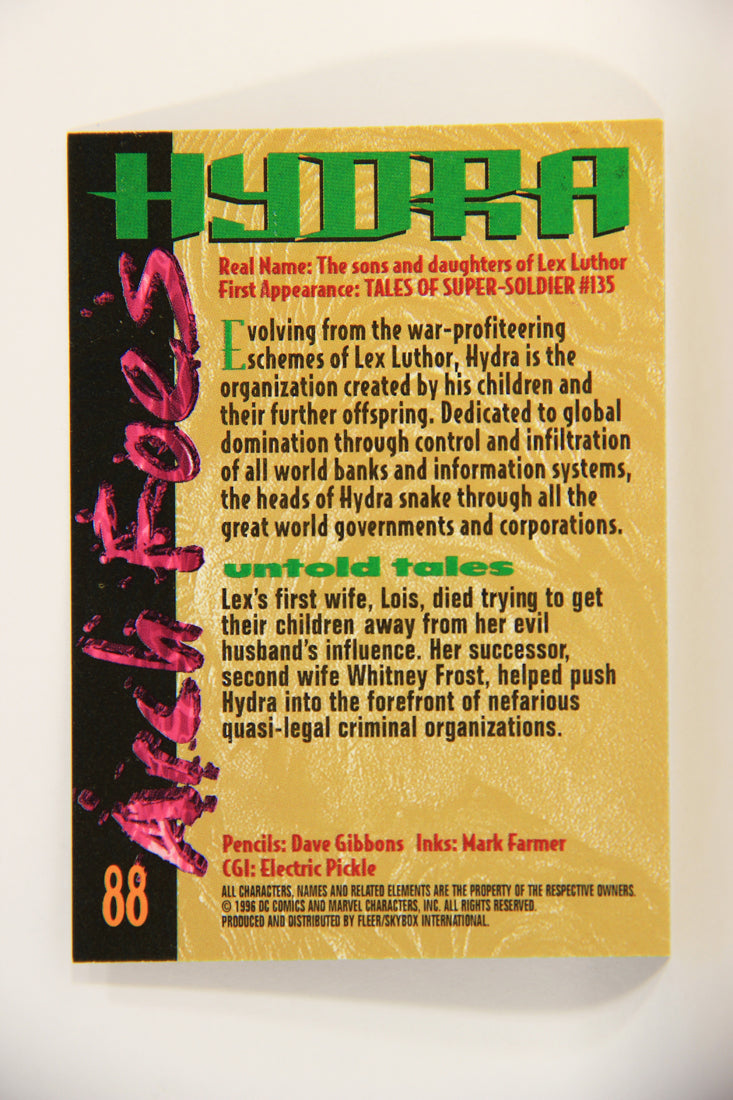 HYDRA
Real Name: The sons and daughters of Lex Luthor
First Appearance: TALES OF SUPER-SOLDIER #135
Evolving from the war-profiteering
schemes of Lex Luthor, Hydra is the
organization created by his children and
their further offspring. Dedicated to global
domination through control and infiltration
of all world banks and information systems,
the heads of Hydra snake through all the
great world governments and corporations.
untold tales
Lex's first wife, Lois, died trying to get
their children away from her evil
husband's influence. Her successor,
second wife Whitney Frost, helped push
Hydra into the forefront of nefarious
quasi-legal criminal organizations.
Pencils: Dave Gibbons Inks: Mark Farmer
CGI: Electric Pickle
ALL CHARACTERS, NAMES AND RELATED ELEMENTS ARE THE PROPERTY OF THE RESPECTIVE OWNERS.
© 1996 DC COMICS AND MARVEL CHARACTERS, INC. ALL RIGHTS RESERVED.
PRODUCED AND DISTRIBUTED BY FLEER/SKYBOX INTERNATIONAL.
Arch Foes
88